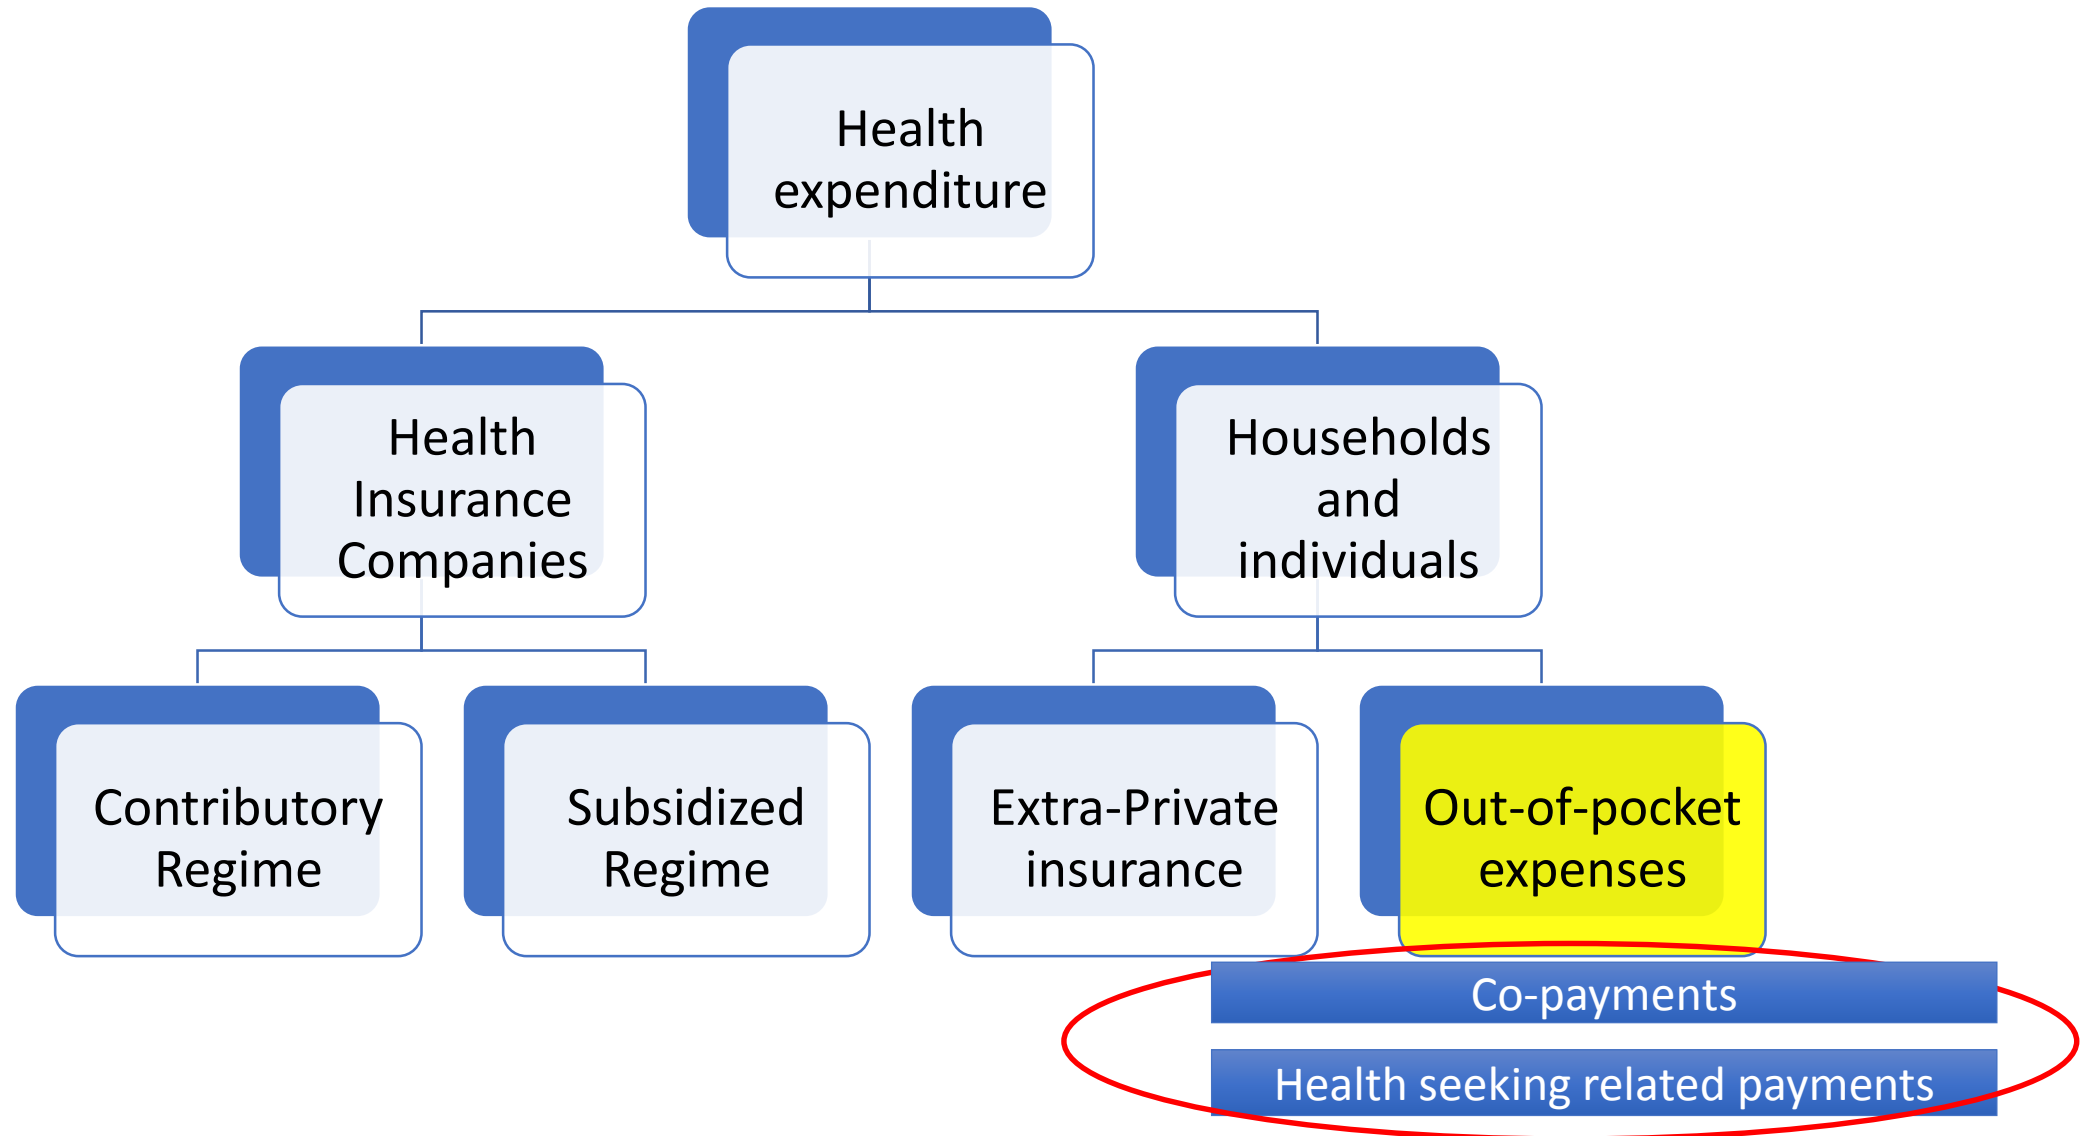 Health
expenditure
Health
Insurance
Companies
Households
and
individuals
Contributory
Regime
Subsidized
Regime
Extra-Private
insurance
Out-of-pocket
expenses
Co-payments
Health seeking related payments